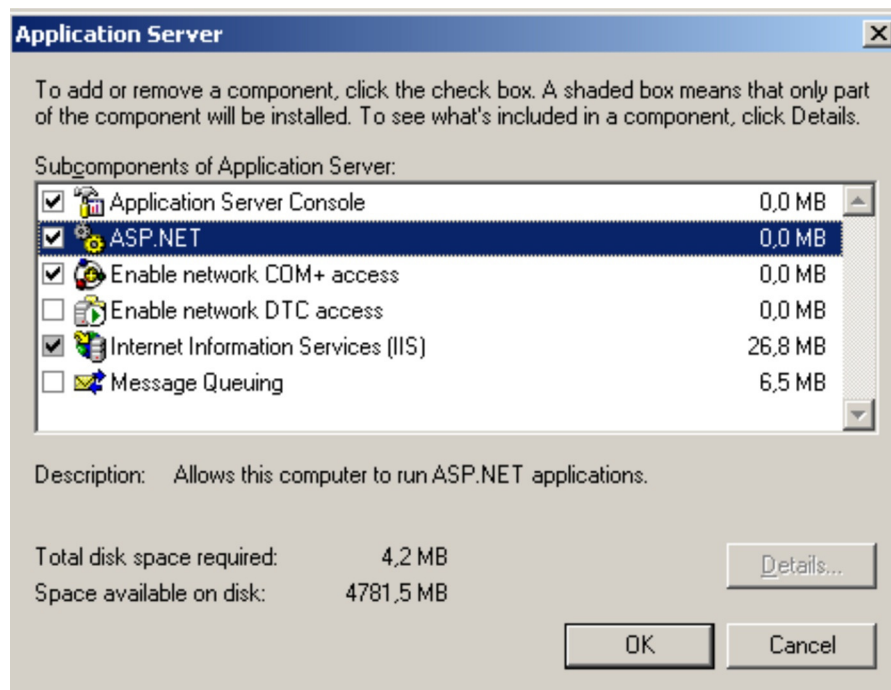 Application Server
To add or remove a component, click the check box. A shaded box means that only part
of the component will be installed. To see what's included in a component, click Details.
Subcomponents of Application Server:
Application Server Console 0,0 MB
ASP.NET 0,0 MB
Enable network COM+ access 0,0 MB
Enable network DTC access 0,0 MB
Internet Information Services (IIS) 26,8 MB
Message Queuing 6,5 MB
Description: Allows this computer to run ASP.NET applications.
Total disk space required: 4,2 MB
Details...
Space available on disk: 4781,5 MB
OK Cancel